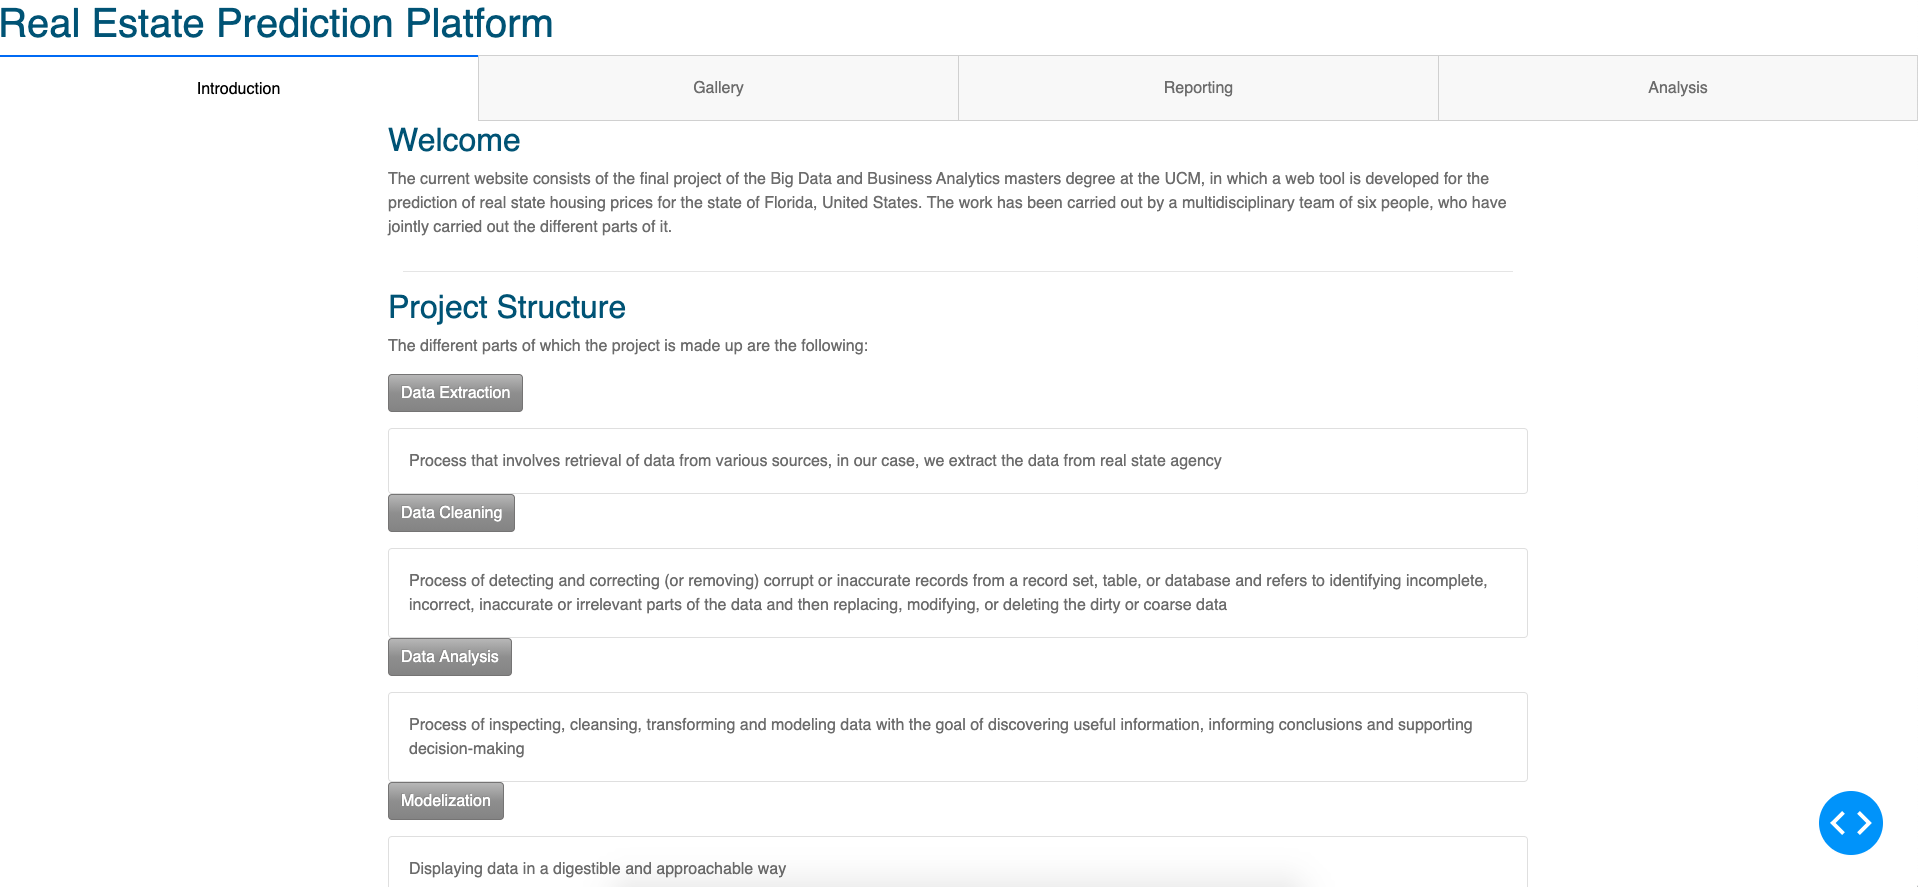 Real Estate Prediction Platform
Introduction
Gallery
Reporting
Analysis
Welcome
The current website consists of the final project of the Big Data and Business Analytics masters degree at the UCM, in which a web tool is developed for the
prediction of real state housing prices for the state of Florida, United States. The work has been carried out by a multidisciplinary team of six people, who have
jointly carried out the different parts of it.
Project Structure
The different parts of which the project is made up are the following:
Data Extraction
Process that involves retrieval of data from various sources, in our case, we extract the data from real state agency
Data Cleaning
Process of detecting and correcting (or removing) corrupt or inaccurate records from a record set, table, or database and refers to identifying incomplete,
incorrect, inaccurate or irrelevant parts of the data and then replacing, modifying, or deleting the dirty or coarse data
Data Analysis
Process of inspecting, cleansing, transforming and modeling data with the goal of discovering useful information, informing conclusions and supporting
decision-making
Modelization
Displaying data in a digestible and approachable way